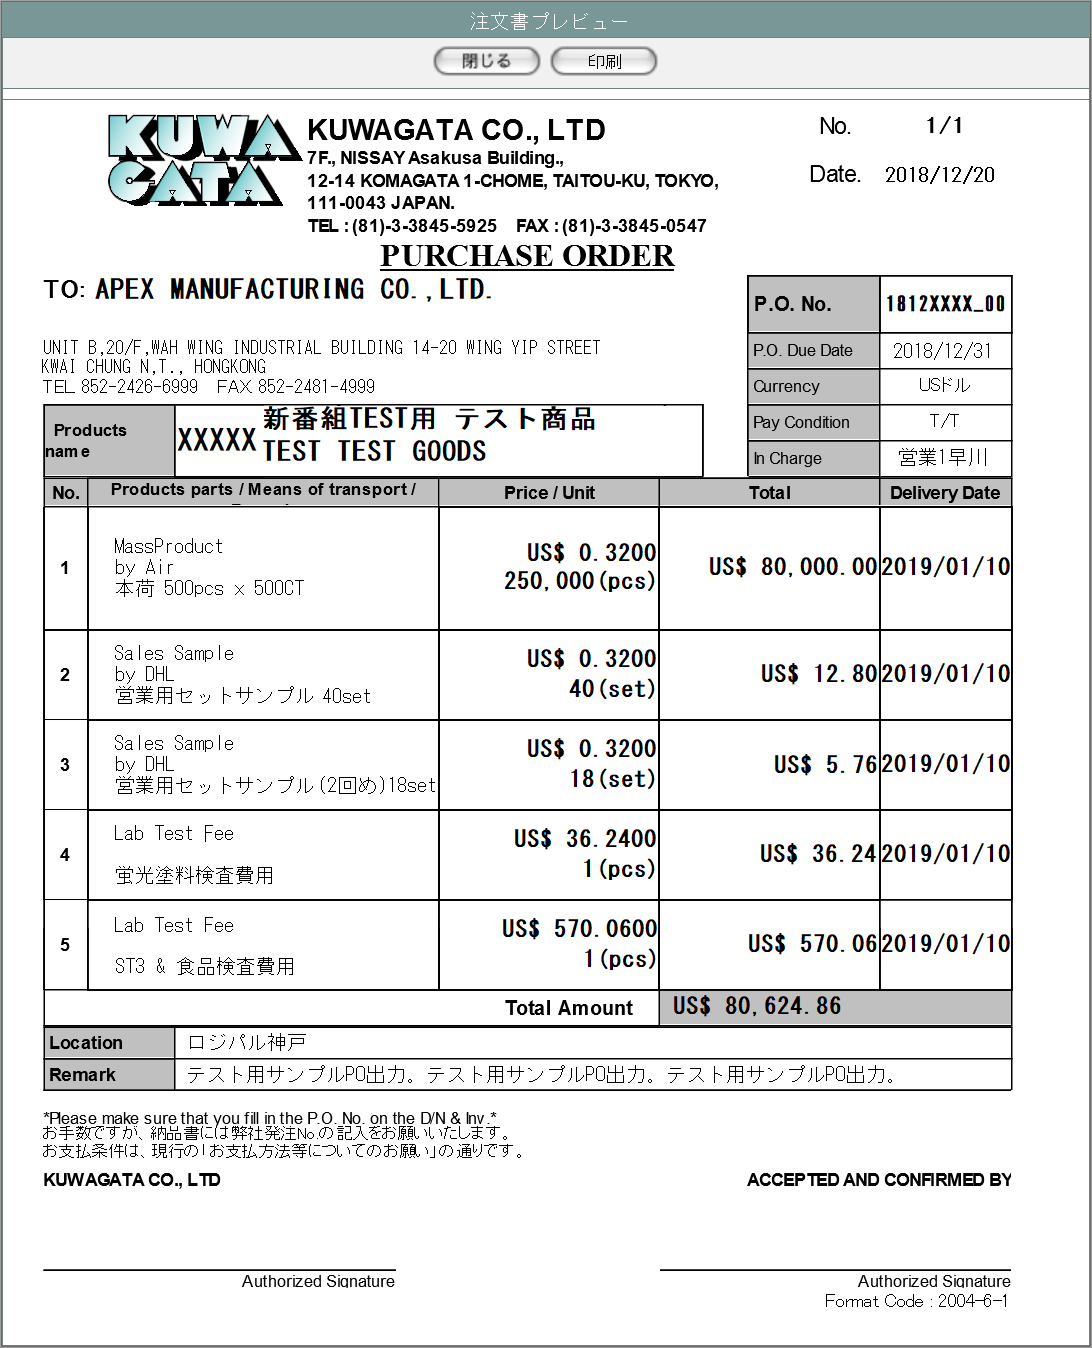 注文書プレビュー
閉じる 印刷
KUWA
GATA
KUWAGATA CO., LTD
7F., NISSAY Asakusa Building.,
12-14 KOMAGATA 1-CHOME, TAITOU-KU, TOKYO,
111-0043 JAPAN.
TEL : (81)-3-3845-5925 FAX : (81)-3-3845-0547
No. 1/1
Date. 2018/12/20
PURCHASE ORDER
TO: APEX MANUFACTURING CO.,LTD.
UNIT B,20/F,WAH WING INDUSTRIAL BUILDING 14-20 WING YIP STREET
KWAI CHUNG N,T., HONGKONG
TEL 852-2426-6999 FAX 852-2481-4999
P.O. No. 1812XXXX_00
P.O. Due Date 2018/12/31
Currency USドル
Pay Condition T/T
In Charge 営業1早川
Products name
XXXXX
新番組TEST用 テスト商品
TEST TEST GOODS
No. Products parts / Means of transport / Price / Unit Total Delivery Date
1
MassProduct
by Air
本荷 500pcs x 500CT
US$ 0.3200
250,000(pcs)
US$ 80,000.00 2019/01/10
2
Sales Sample
by DHL
営業用セットサンプル 40set
US$ 0.3200
40(set)
US$ 12.80 2019/01/10
3
Sales Sample
by DHL
営業用セットサンプル(2回め)18set
US$ 0.3200
18(set)
US$ 5.76 2019/01/10
4
Lab Test Fee
蛍光塗料検査費用
US$ 36.2400
1(pcs)
US$ 36.24 2019/01/10
5
Lab Test Fee
ST3 & 食品検査費用
US$ 570.0600
1(pcs)
US$ 570.06 2019/01/10
Total Amount US$ 80,624.86
Location ロジパル神戸
Remark テスト用サンプルPO出力。テスト用サンプルPO出力。テスト用サンプルPO出力。
*Please make sure that you fill in the P.O. No. on the D/N & Inv.*
お手数ですが、納品書には弊社発注No.の記入をお願いいたします。
お支払条件は、現行の「お支払方法等についてのお願い」の通りです。
KUWAGATA CO., LTD ACCEPTED AND CONFIRMED BY
Authorized Signature Authorized Signature
Format Code : 2004-6-1